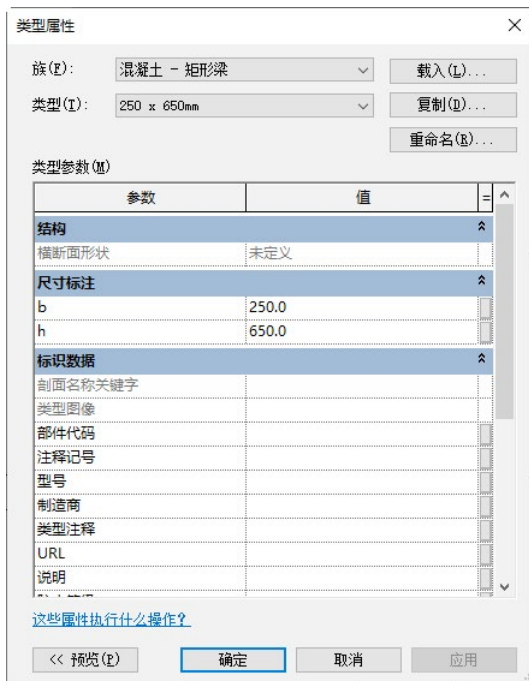 类型属性
族(F): 混凝土 - 矩形梁 载入(L)...
类型(T): 250 x 650mm 复制(D)...
重命名(R)...
类型参数(M)
参数 值 =
结构
横断面形状 未定义
尺寸标注
b 250.0
h 650.0
标识数据
剖面名称关键字
类型图像
部件代码
注释记号
型号
制造商
类型注释
URL
说明
这些属性执行什么操作?
<< 预览(P) 确定 取消 应用